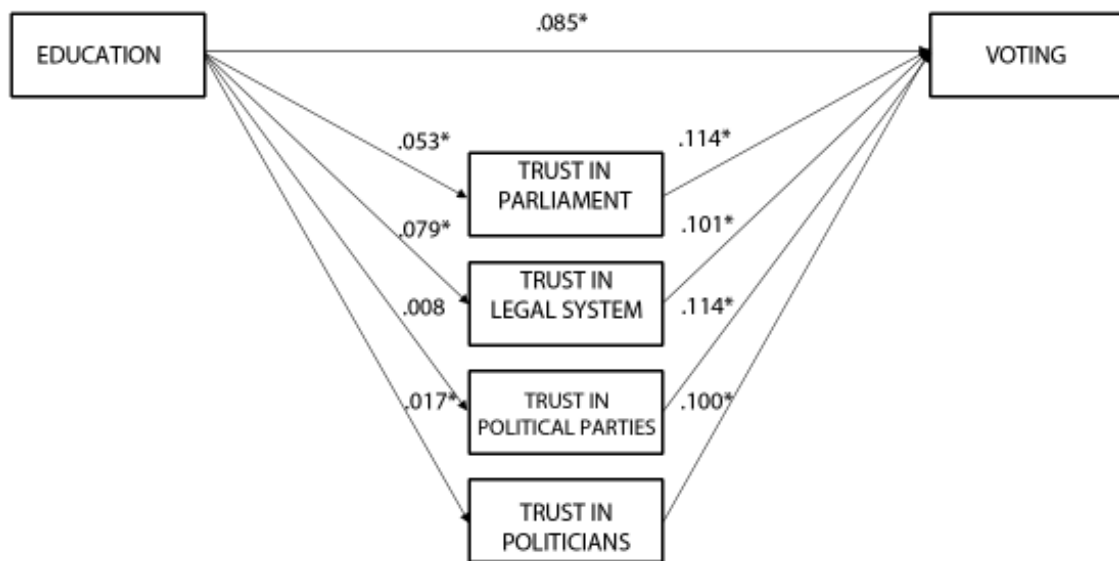 .085*
EDUCATION
VOTING
.053*
.114*
TRUST IN
PARLIAMENT
.079*
.101*
TRUST IN
LEGAL SYSTEM
.008
.114*
TRUST IN
POLITICAL PARTIES
.017*
.100*
TRUST IN
POLITICIANS